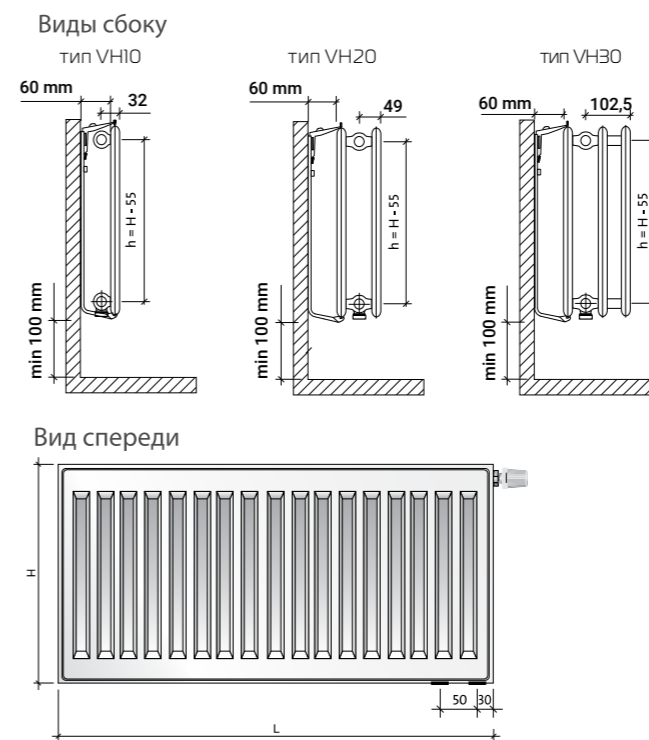 Виды сбоку
тип VH10
тип VH20
тип VH30
60 mm
32
60 mm
49
60 mm
102,5
h = H - 55
h = H - 55
h = H - 55
min 100 mm
min 100 mm
min 100 mm
Вид спереди
H
50
30
L